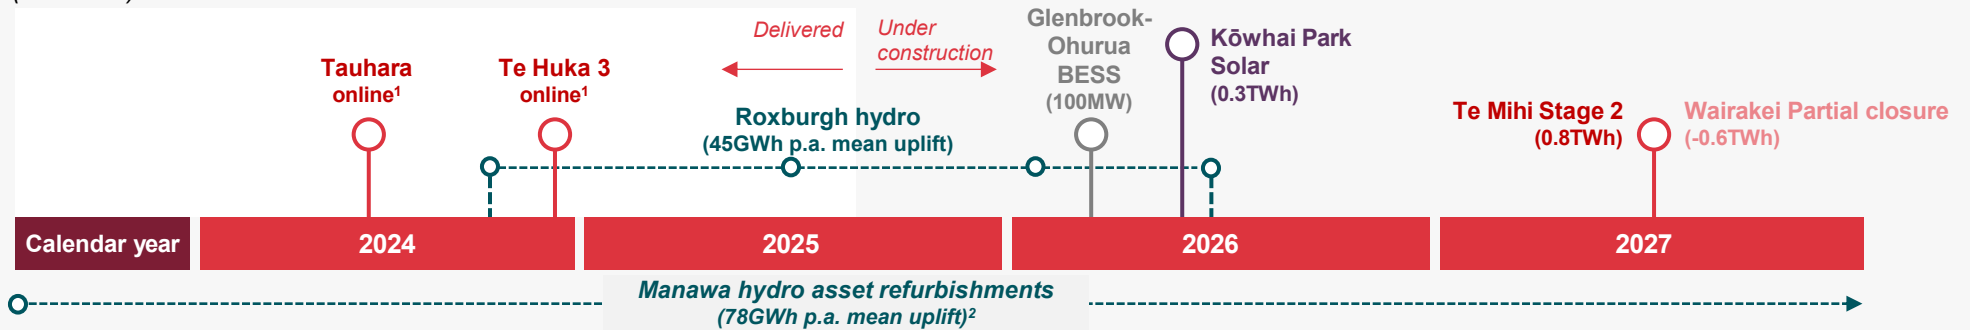 Delivered
Under
construction
Glenbrook-
Ohurua
BESS
(100MW)
Kōwhai Park
Solar
(0.3TWh)
Tauhara
online¹
Te Huka 3
online¹
Roxburgh hydro
(45GWh p.a. mean uplift)
Te Mihi Stage 2
(0.8TWh)
Wairakei Partial closure
(-0.6TWh)
Calendar year
2024
2025
2026
2027
Manawa hydro asset refurbishments
(78GWh p.a. mean uplift)²